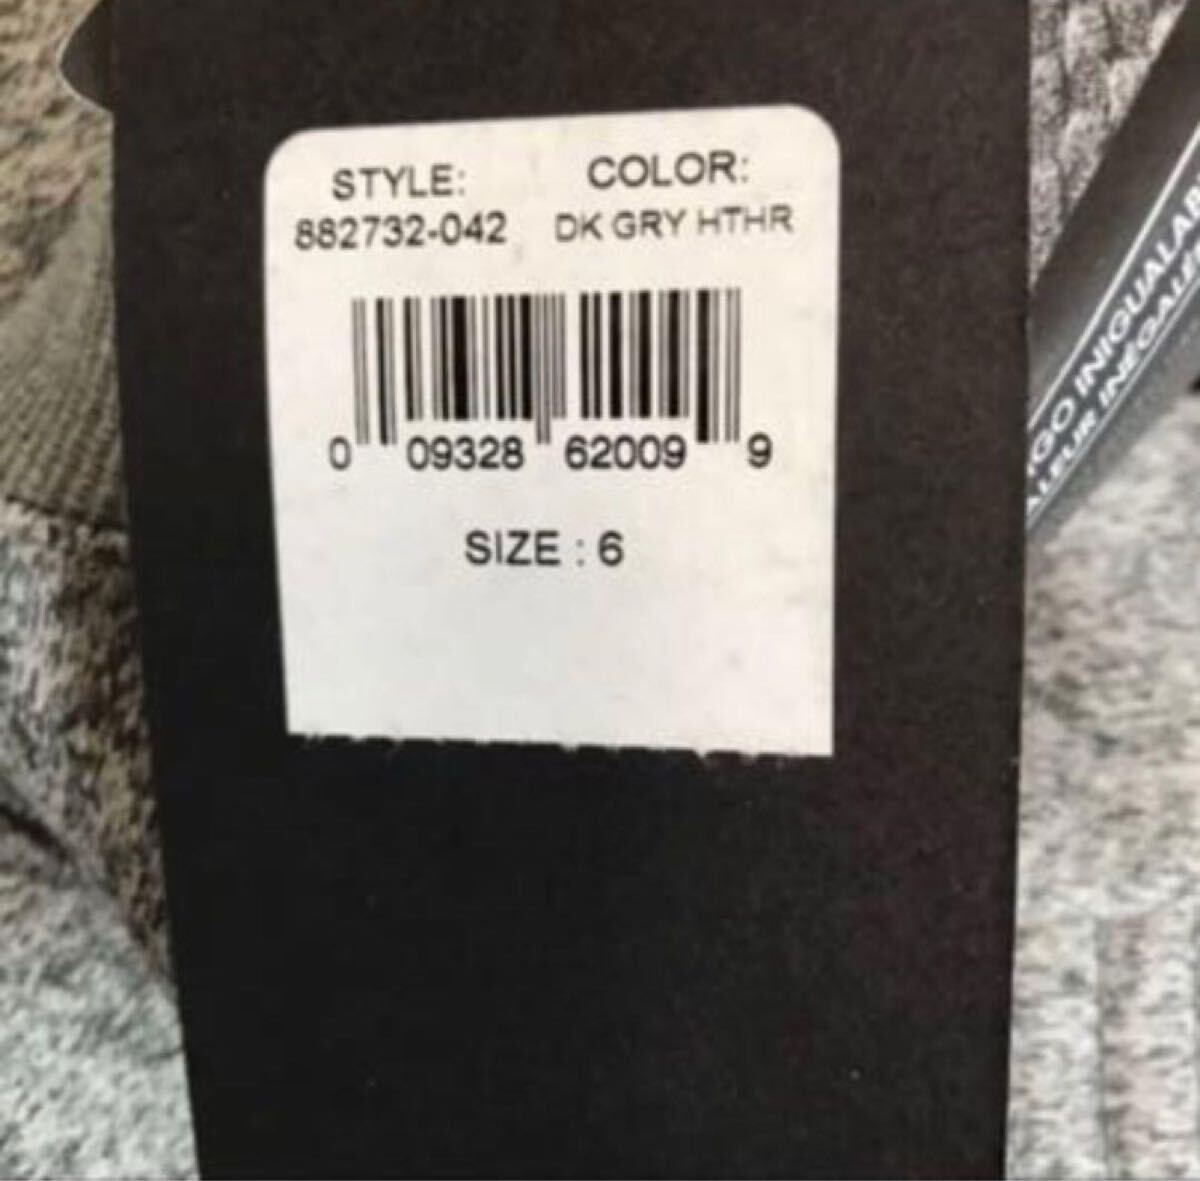 STYLE: COLOR:
882732-042 DK GRY HTHR
0 09328 62009 9
SIZE : 6